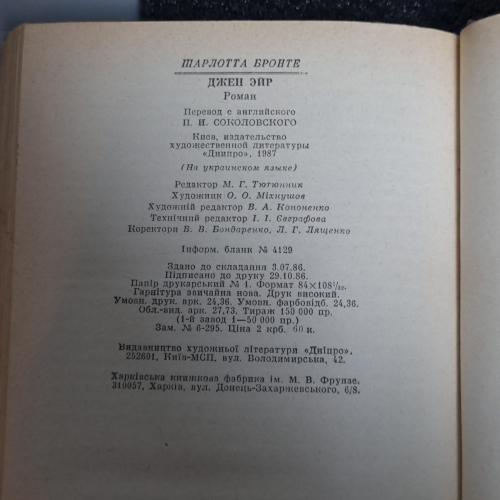 ШАРЛОТТА БРОНТЕ
ДЖЕН ЭЙР
Роман
Перевод с английского
П. И. СОКОЛОВСКОГО
Киев, издательство
художественной литературы
«Дніпро», 1987
(На украинском языке)
Редактор М. Г. Тютюнник
Художник О. О. Міхнушов
Художній редактор В. А. Кононенко
Технічний редактор І. І. Євграфова
Коректори В. В. Бондаренко, Л. Г. Лященко
Інформ. бланк № 4129
Здано до складання 3.07.86.
Підписано до друку 29.10.86.
Папір друкарський № 1. Формат 84×108¹/₃₂.
Гарнітура звичайна нова. Друк високий.
Умовн. друк. арк. 24,36. Умовн. фарбовідб. 24,36.
Обл.-вид. арк. 27,73. Тираж 150 000 пр.
(1-й завод 1—50 000 пр.)
Зам. № 6-295. Ціна 2 крб. 60 к.
Видавництво художньої літератури «Дніпро».
252601, Київ-МСП, вул. Володимирська, 42.
Харківська книжкова фабрика ім. М. В. Фрунзе.
310057, Харків, вул. Донець-Захаржевського, 6/8.